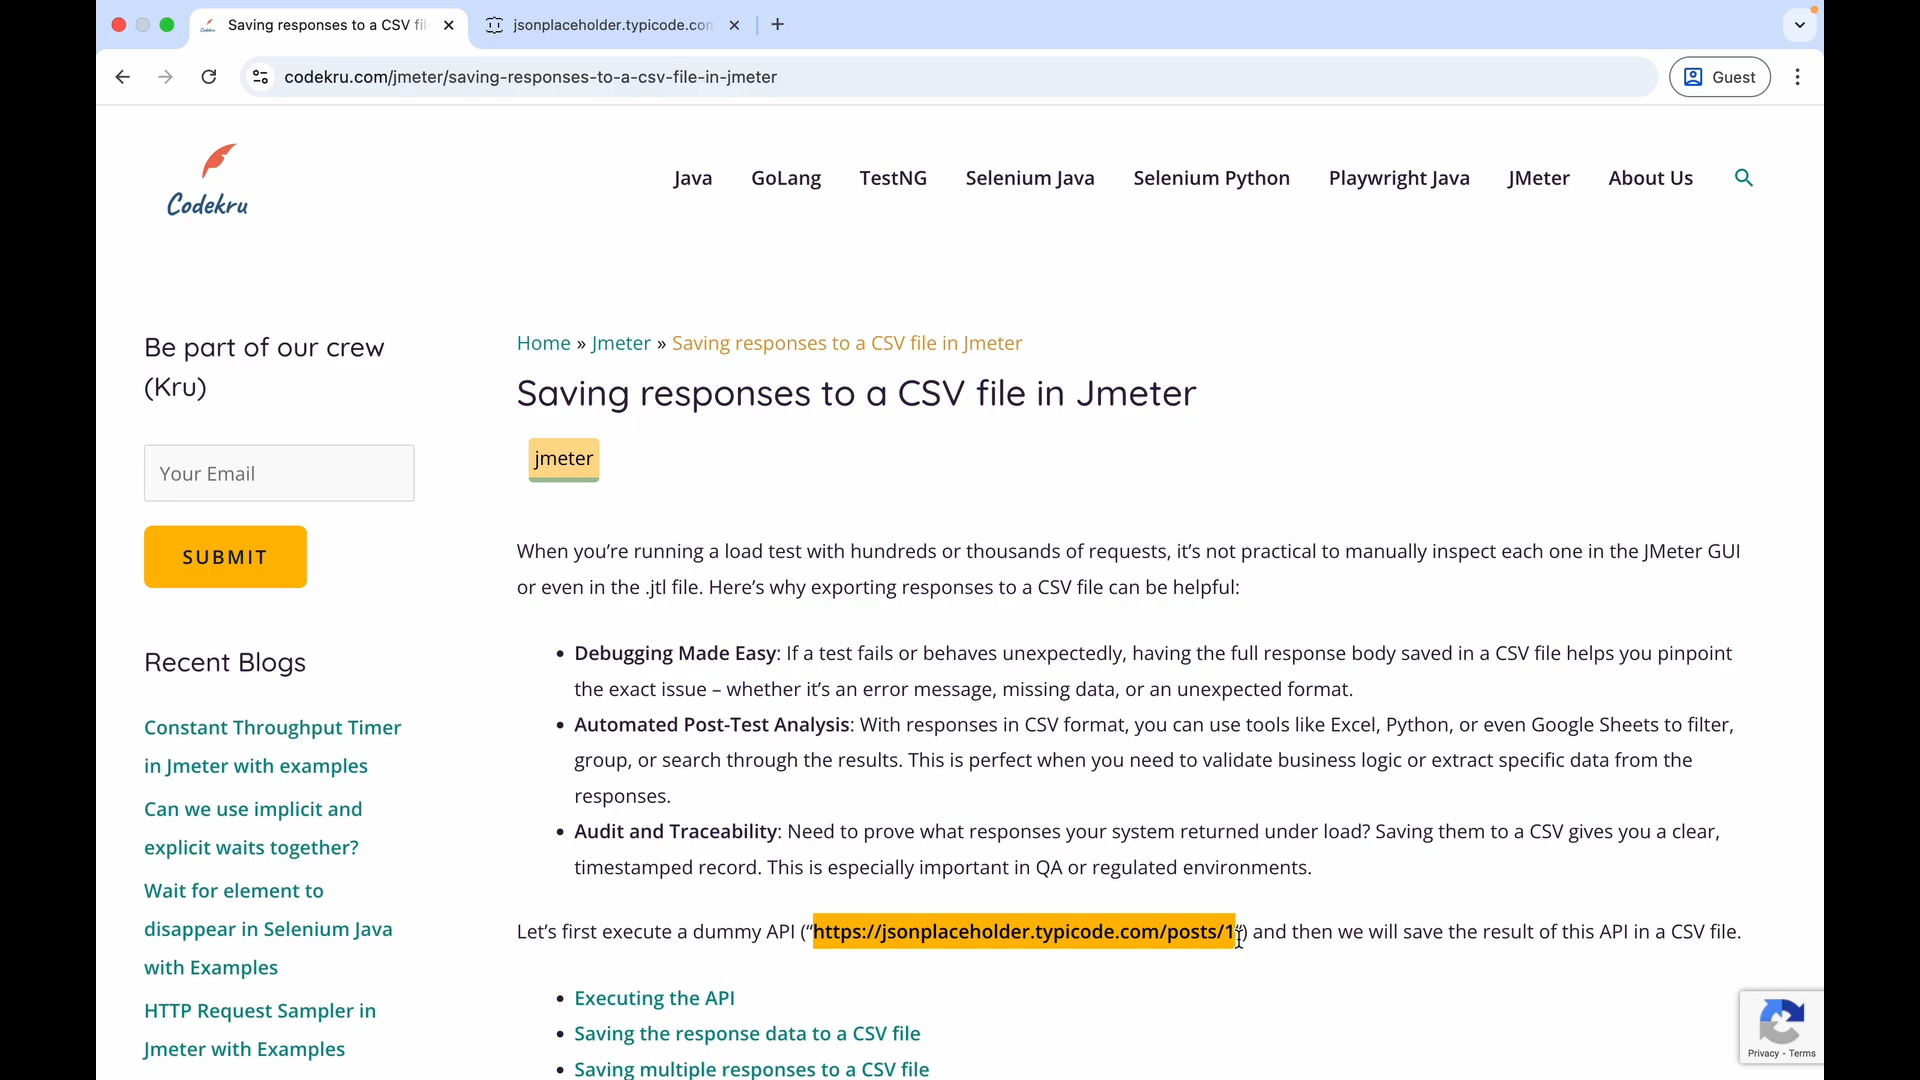 Saving responses to a CSV fil
jsonplaceholder.typicode.com
codekru.com/jmeter/saving-responses-to-a-csv-file-in-jmeter
Guest
Codekru
Java GoLang TestNG Selenium Java Selenium Python Playwright Java JMeter About Us
Be part of our crew
(Kru)
Your Email
SUBMIT
Recent Blogs
Constant Throughput Timer
in Jmeter with examples
Can we use implicit and
explicit waits together?
Wait for element to
disappear in Selenium Java
with Examples
HTTP Request Sampler in
Jmeter with Examples
Home » Jmeter » Saving responses to a CSV file in Jmeter
Saving responses to a CSV file in Jmeter
jmeter
When you’re running a load test with hundreds or thousands of requests, it’s not practical to manually inspect each one in the JMeter GUI
or even in the .jtl file. Here’s why exporting responses to a CSV file can be helpful:
• Debugging Made Easy: If a test fails or behaves unexpectedly, having the full response body saved in a CSV file helps you pinpoint
the exact issue – whether it’s an error message, missing data, or an unexpected format.
• Automated Post-Test Analysis: With responses in CSV format, you can use tools like Excel, Python, or even Google Sheets to filter,
group, or search through the results. This is perfect when you need to validate business logic or extract specific data from the
responses.
• Audit and Traceability: Need to prove what responses your system returned under load? Saving them to a CSV gives you a clear,
timestamped record. This is especially important in QA or regulated environments.
Let’s first execute a dummy API (“https://jsonplaceholder.typicode.com/posts/1“) and then we will save the result of this API in a CSV file.
• Executing the API
• Saving the response data to a CSV file
• Saving multiple responses to a CSV file
Privacy - Terms